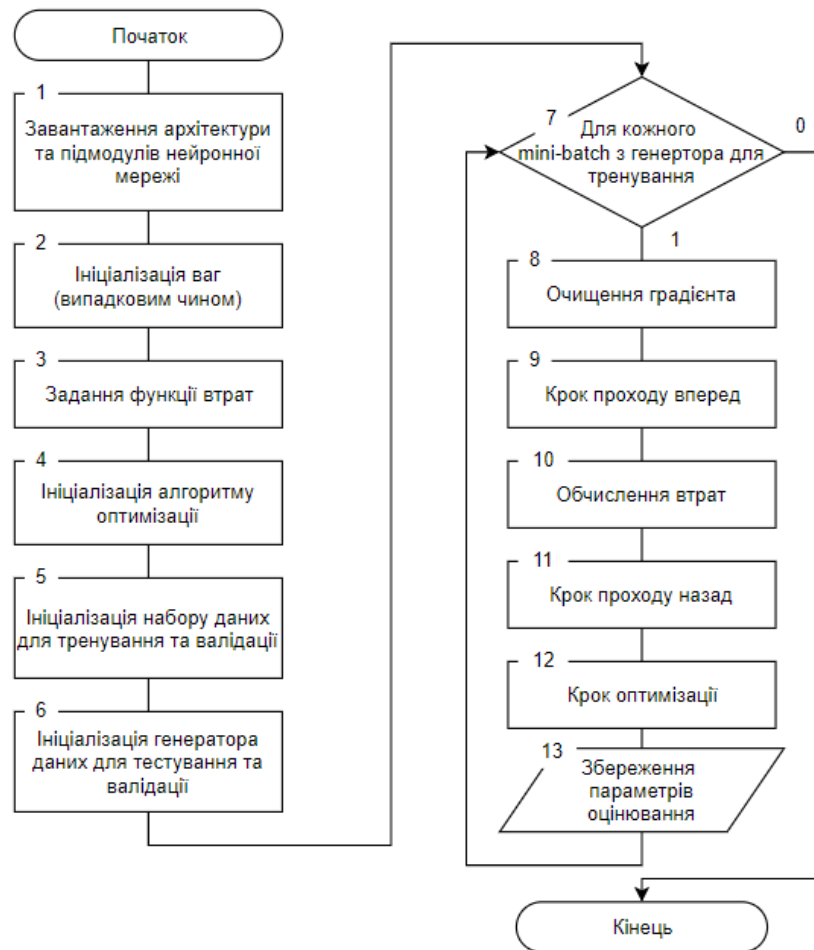 Початок
1
Завантаження архітектури
та підмодулів нейронної
мережі
2
Ініціалізація ваг
(випадковим чином)
3
Задання функції втрат
4
Ініціалізація алгоритму
оптимізації
5
Ініціалізація набору даних
для тренування та валідації
6
Ініціалізація генератора
даних для тестування та
валідації
7
Для кожного
mini-batch з генертора для
тренування
0
1
8
Очищення градієнта
9
Крок проходу вперед
10
Обчислення втрат
11
Крок проходу назад
12
Крок оптимізації
13
Збереження
параметрів
оцінювання
Кінець